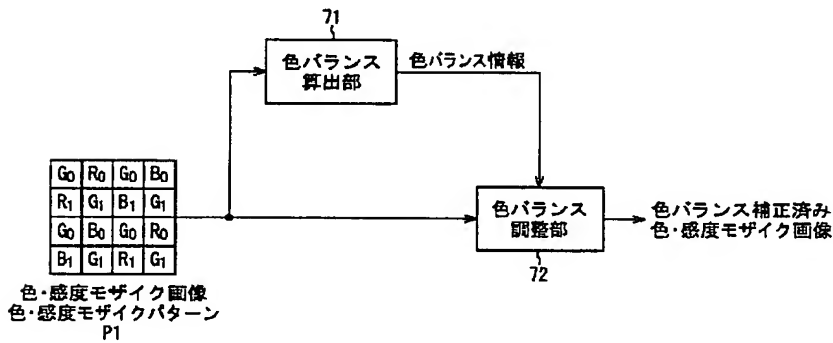 71
色バランス
算出部
色バランス情報
G0 R0 G0 B0
R1 G1 B1 G1
G0 B0 G0 R0
B1 G1 R1 G1
色・感度モザイク画像
色・感度モザイクパターン
P1
色バランス
調整部
72
色バランス補正済み
色・感度モザイク画像